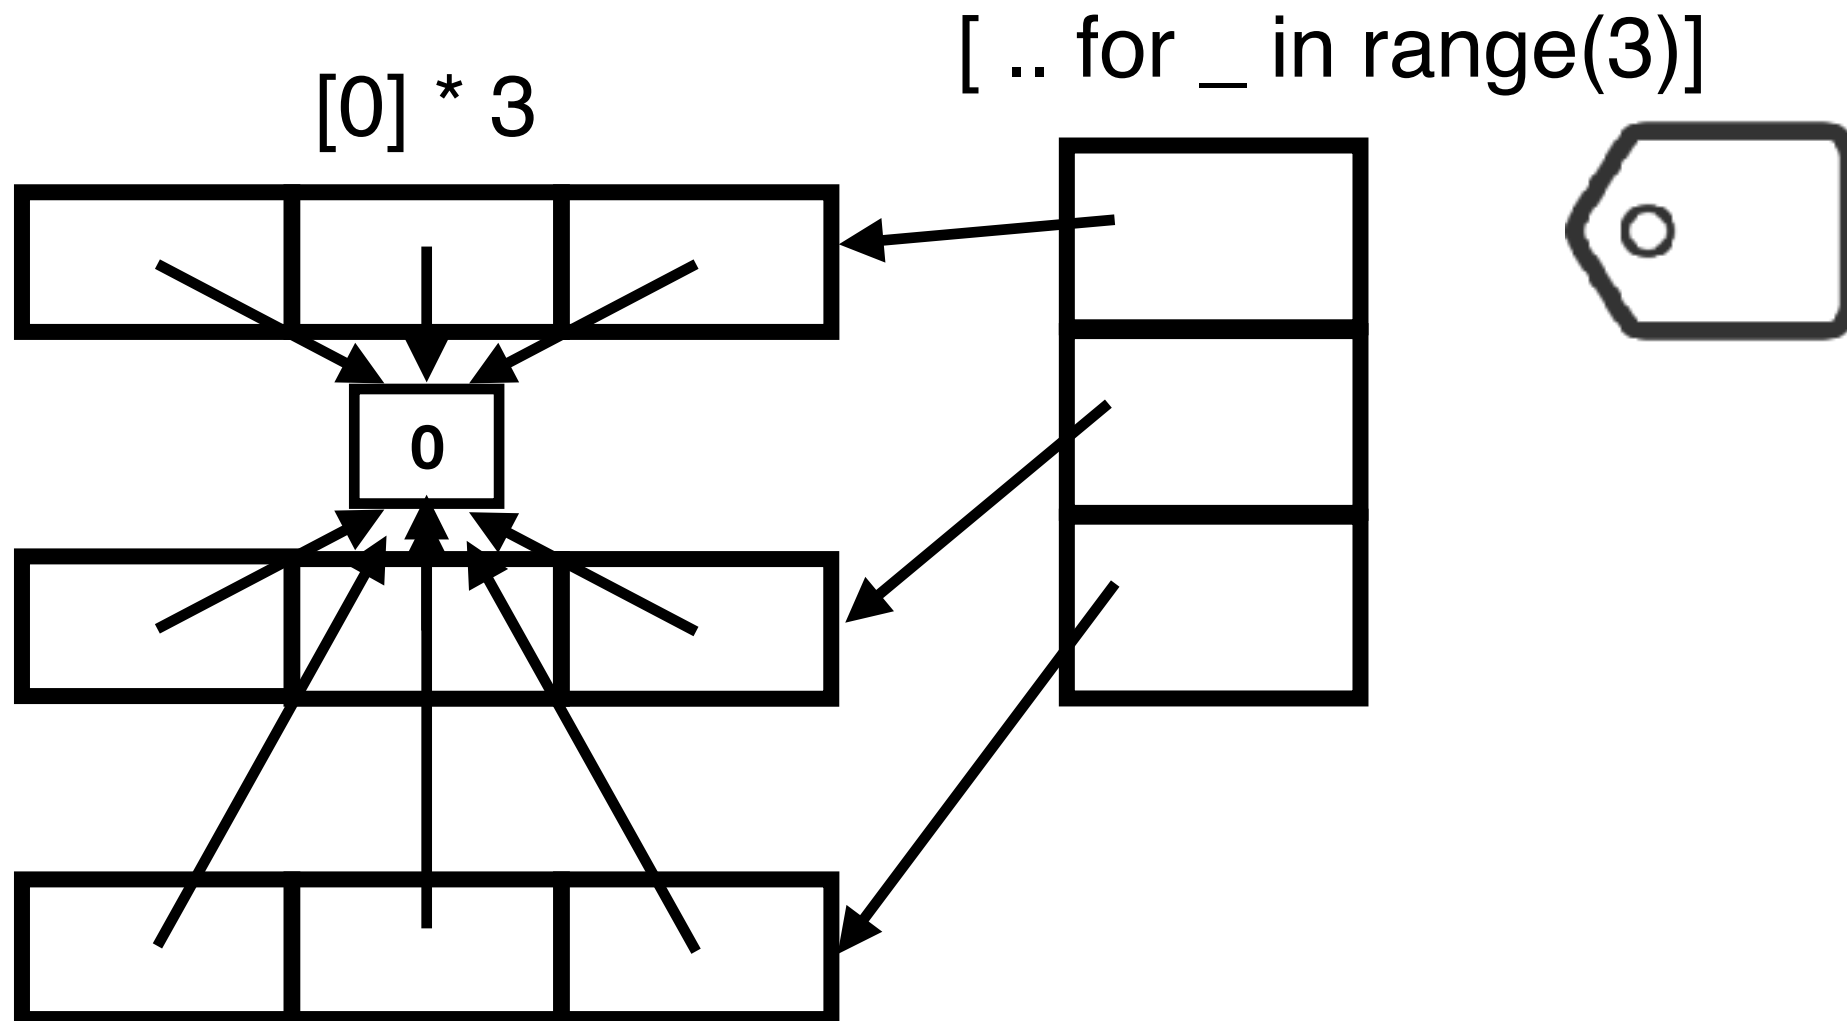 [ .. for _ in range(3)]
[0] * 3
0